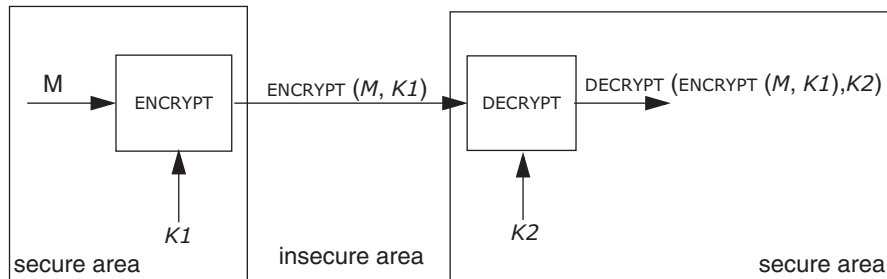 M
ENCRYPT
ENCRYPT (M, K1)
DECRYPT
DECRYPT (ENCRYPT (M, K1),K2)
K1
K2
secure area
insecure area
secure area